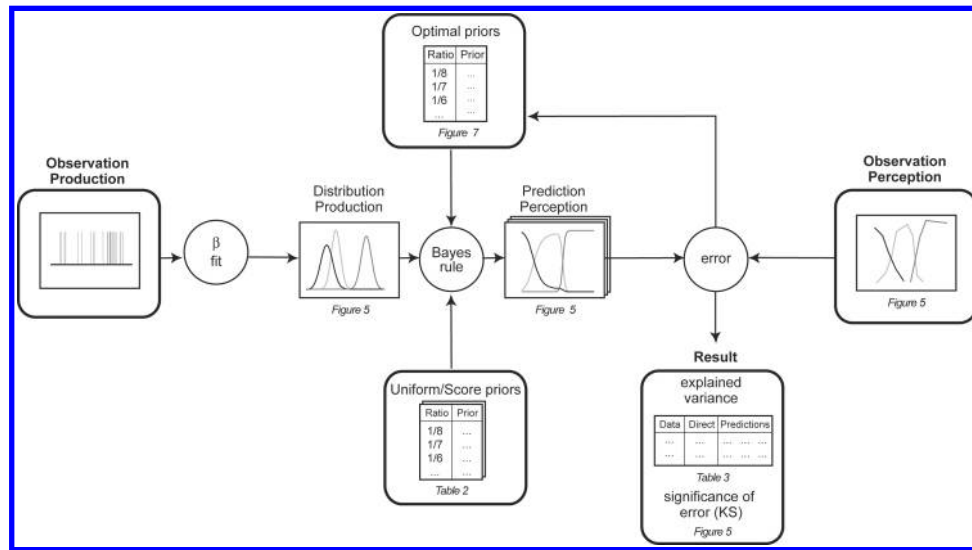 Optimal priors
Ratio Prior
1/8 ...
1/7 ...
1/6 ...
... ...
Figure 7
Observation
Production
β
fit
Distribution
Production
Figure 5
Bayes
rule
Prediction
Perception
Figure 5
error
Observation
Perception
Figure 5
Uniform/Score priors
Ratio Prior
1/8 ...
1/7 ...
1/6 ...
... ...
Table 2
Result
explained
variance
Data Direct Predictions
... ... ... ... ...
... ... ... ... ...
Table 3
significance of
error (KS)
Figure 5